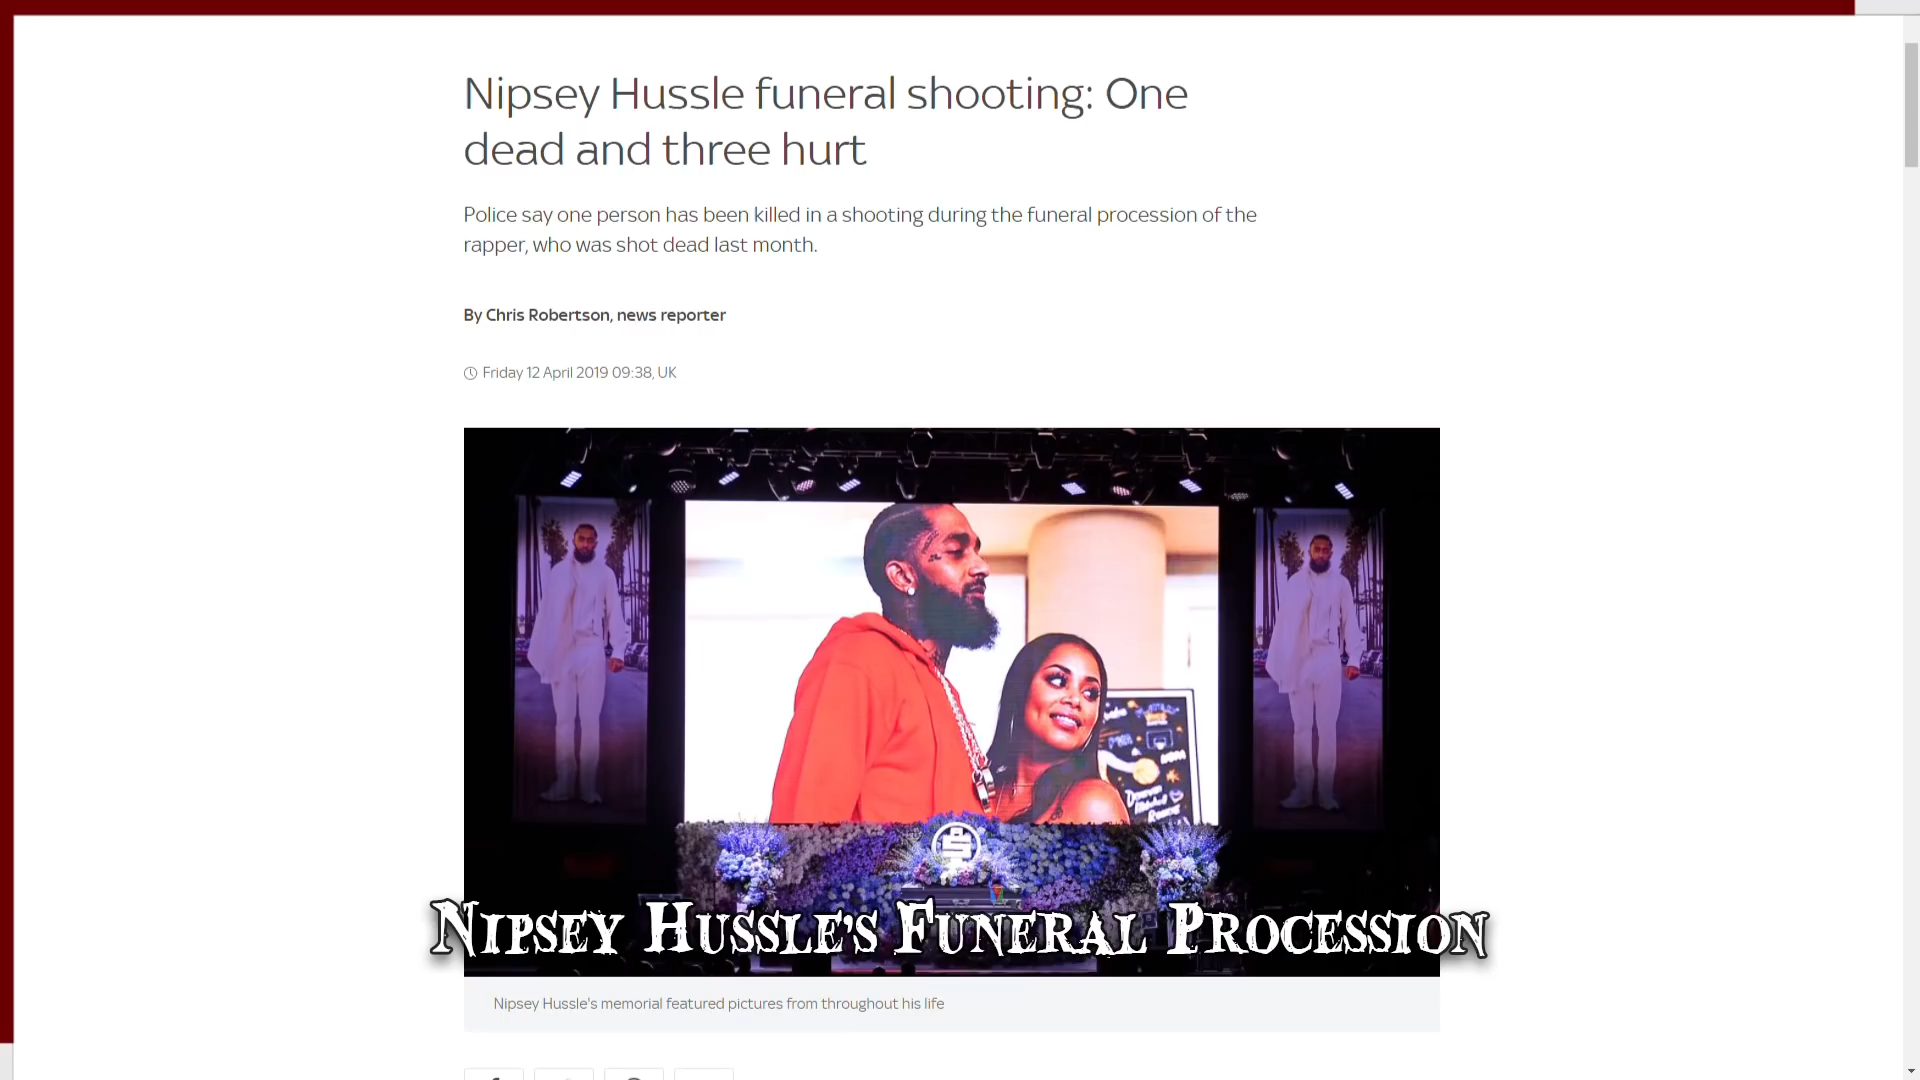 Nipsey Hussle funeral shooting: One
dead and three hurt
Police say one person has been killed in a shooting during the funeral procession of the
rapper, who was shot dead last month.
By Chris Robertson, news reporter
Friday 12 April 2019 09:38, UK
Nipsey Hussle's Funeral Procession
Nipsey Hussle's memorial featured pictures from throughout his life